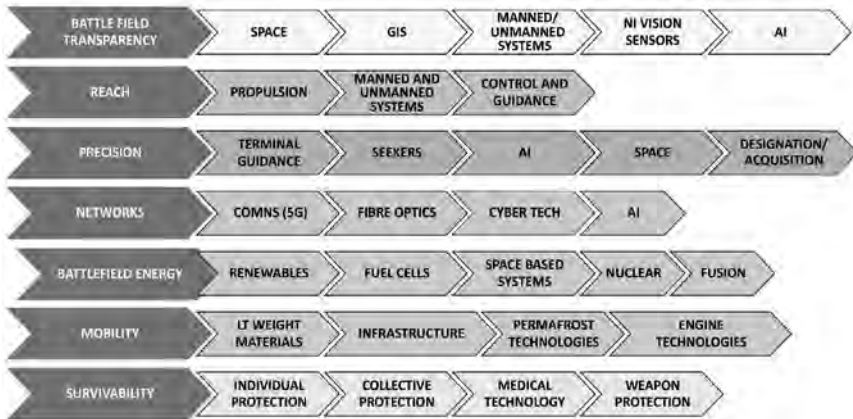 BATTLE FIELD TRANSPARENCY
SPACE
GIS
MANNED/ UNMANNED SYSTEMS
NI VISION SENSORS
AI
REACH
PROPULSION
MANNED AND UNMANNED SYSTEMS
CONTROL AND GUIDANCE
PRECISION
TERMINAL GUIDANCE
SEEKERS
AI
SPACE
DESIGNATION/ ACQUISITION
NETWORKS
COMNS (5G)
FIBRE OPTICS
CYBER TECH
AI
BATTLEFIELD ENERGY
RENEWABLES
FUEL CELLS
SPACE BASED SYSTEMS
NUCLEAR
FUSION
MOBILITY
LT WEIGHT MATERIALS
INFRASTRUCTURE
PERMAFROST TECHNOLOGIES
ENGINE TECHNOLOGIES
SURVIVABILITY
INDIVIDUAL PROTECTION
COLLECTIVE PROTECTION
MEDICAL TECHNOLOGY
WEAPON PROTECTION